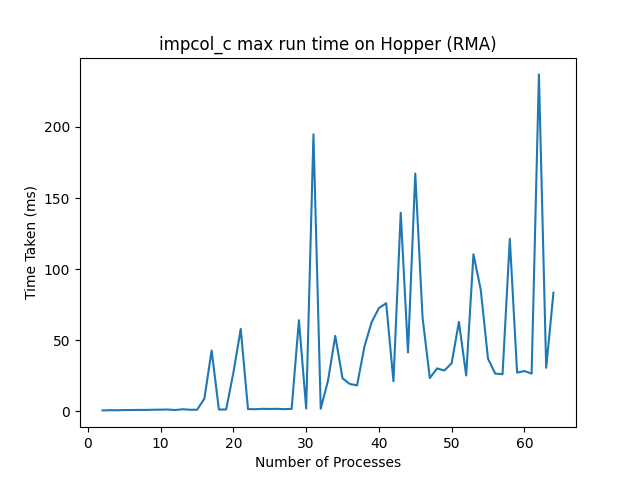 impcol_c max run time on Hopper (RMA)
200
150
100
50
0
Time Taken (ms)
0 10 20 30 40 50 60
Number of Processes